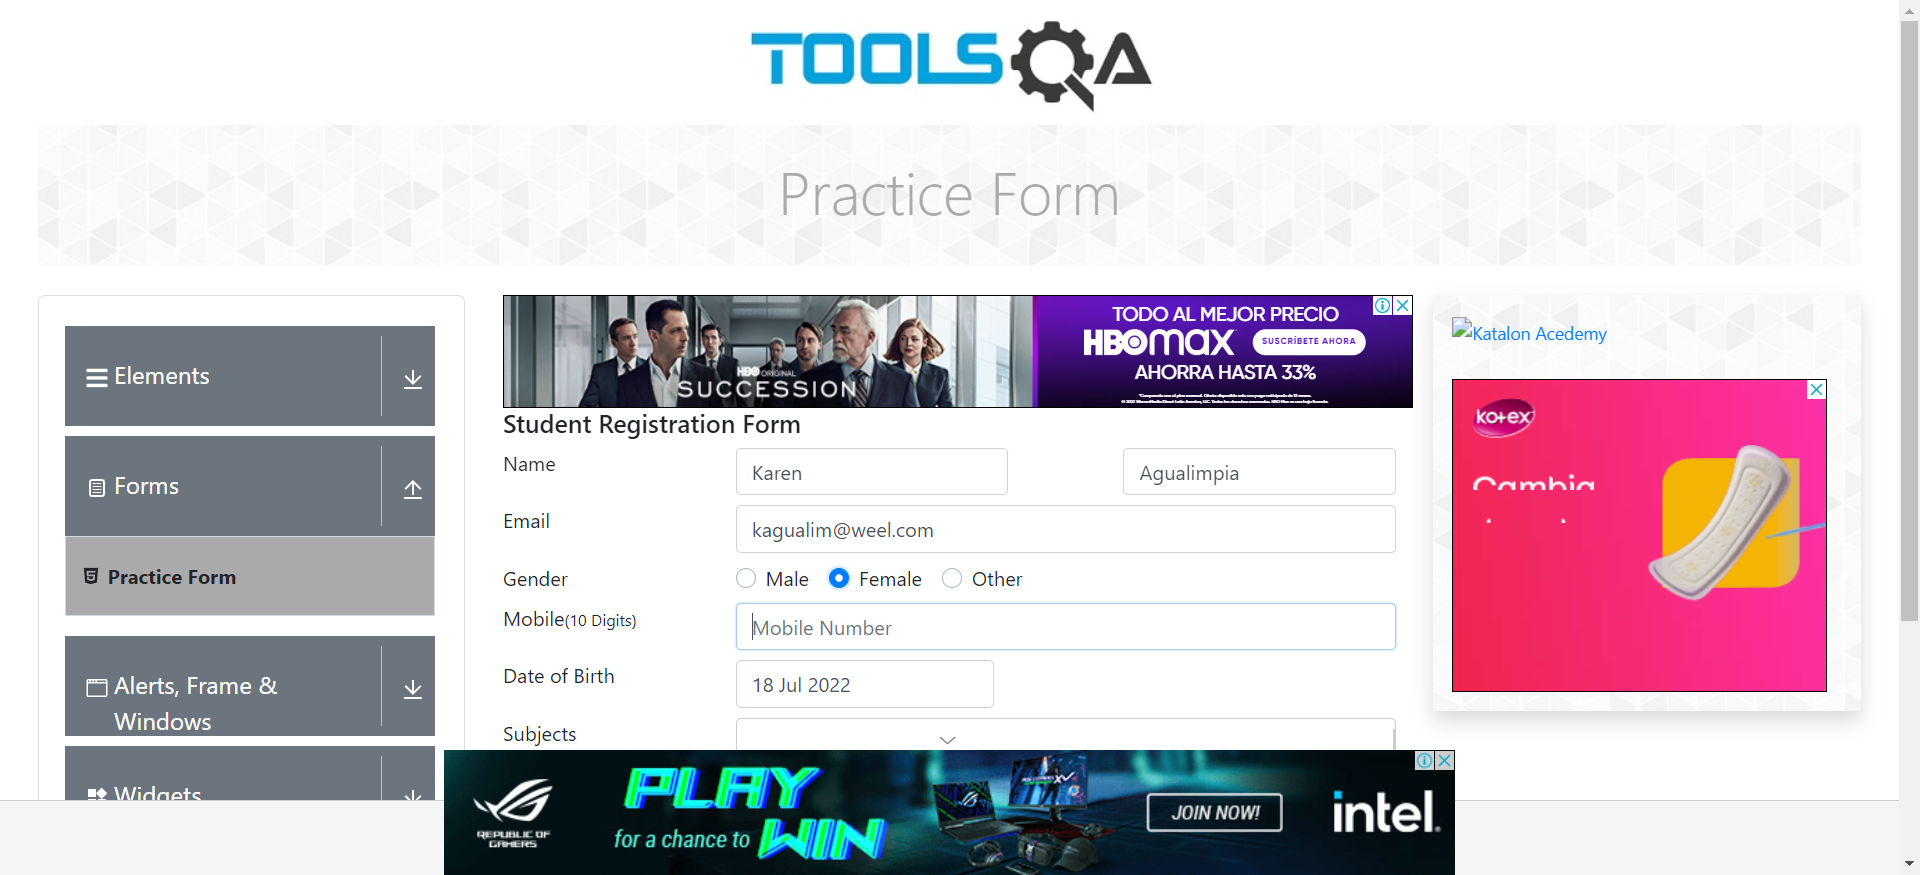 TOOLSQA
Practice Form
Elements
Forms
Practice Form
Alerts, Frame &
Windows
Widgets
HBO ORIGINAL
SUCCESSION
TODO AL MEJOR PRECIO
HBOmax
SUSCRÍBETE AHORA
AHORRA HASTA 33%
Student Registration Form
Name
Karen
Agualimpia
Email
kagualim@weel.com
Gender
Male
Female
Other
Mobile(10 Digits)
Mobile Number
Date of Birth
18 Jul 2022
Subjects
Katalon Acedemy
kotex
Cambia
REPUBLIC OF
GAMERS
PLAY
for a chance to WIN
JOIN NOW!
intel.